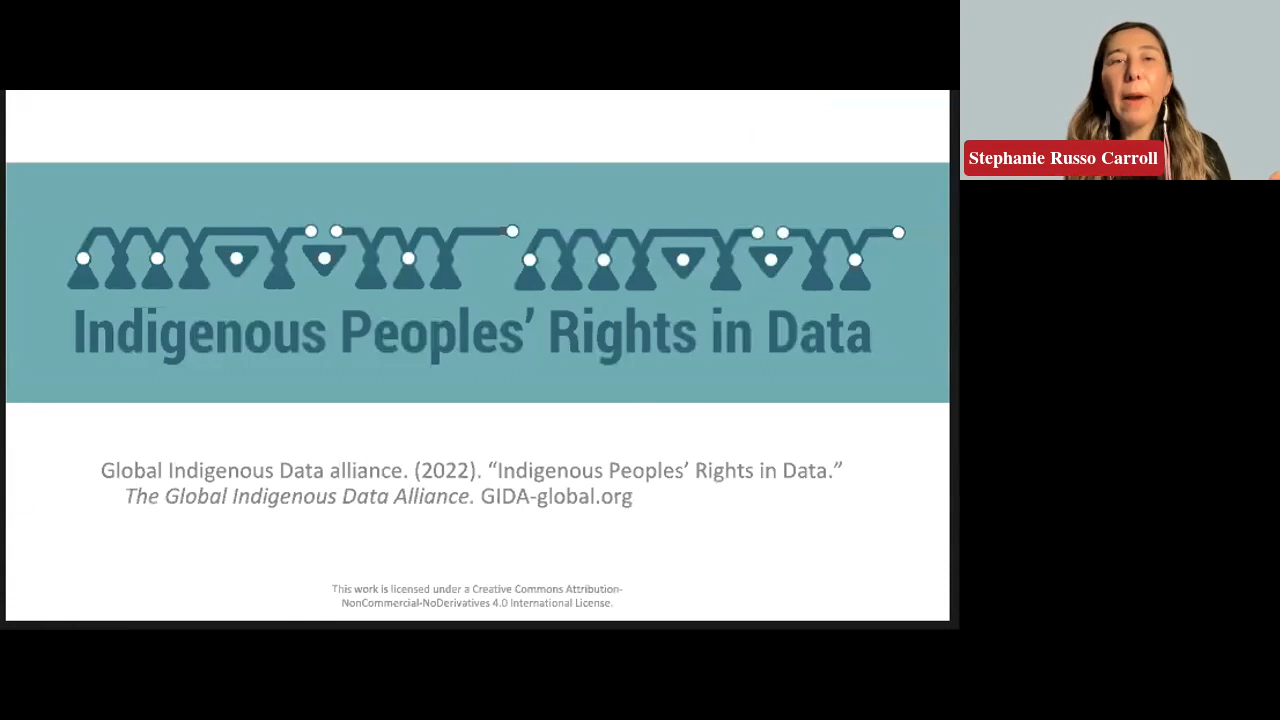 Indigenous Peoples’ Rights in Data
Global Indigenous Data alliance. (2022). “Indigenous Peoples’ Rights in Data.”
The Global Indigenous Data Alliance. GIDA-global.org
This work is licensed under a Creative Commons Attribution-
NonCommercial-NoDerivatives 4.0 International License.
Stephanie Russo Carroll